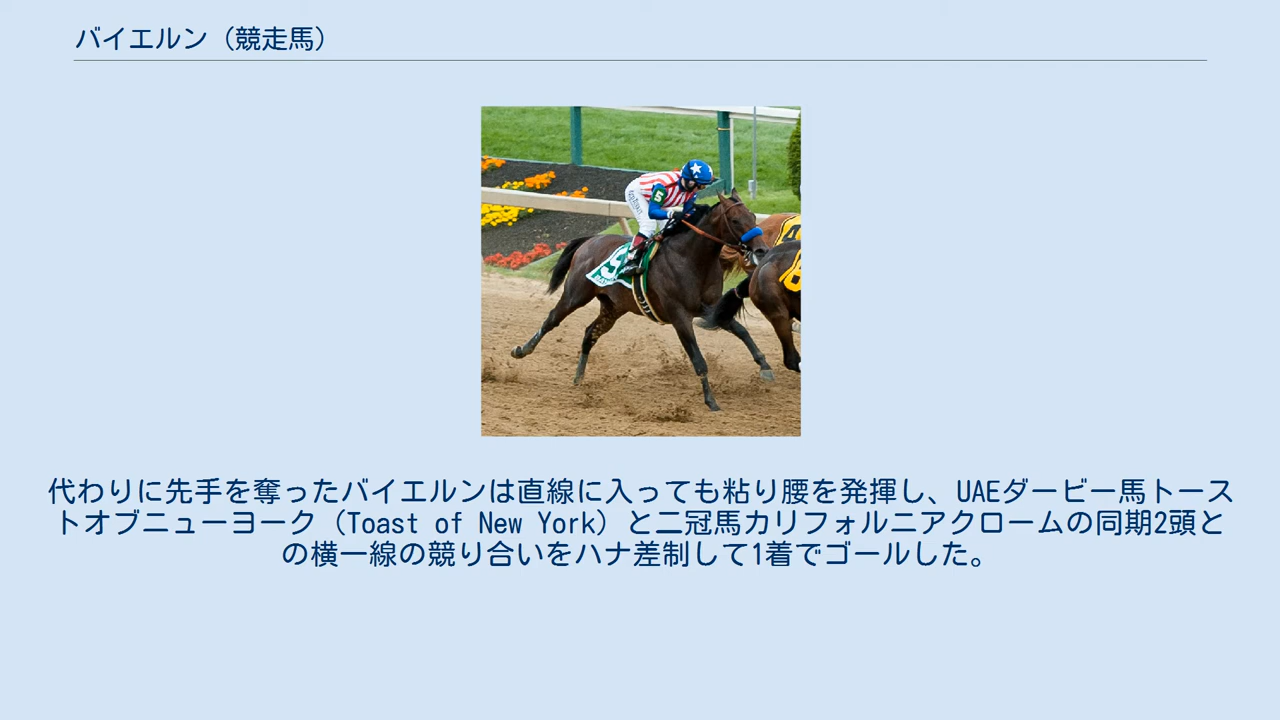 バイエルン（競走馬）
5
5
4
8
代わりに先手を奪ったバイエルンは直線に入っても粘り腰を発揮し、UAEダービー馬トース
トオブニューヨーク（Toast of New York）と二冠馬カリフォルニアクロームの同期2頭と
の横一線の競り合いをハナ差制して1着でゴールした。